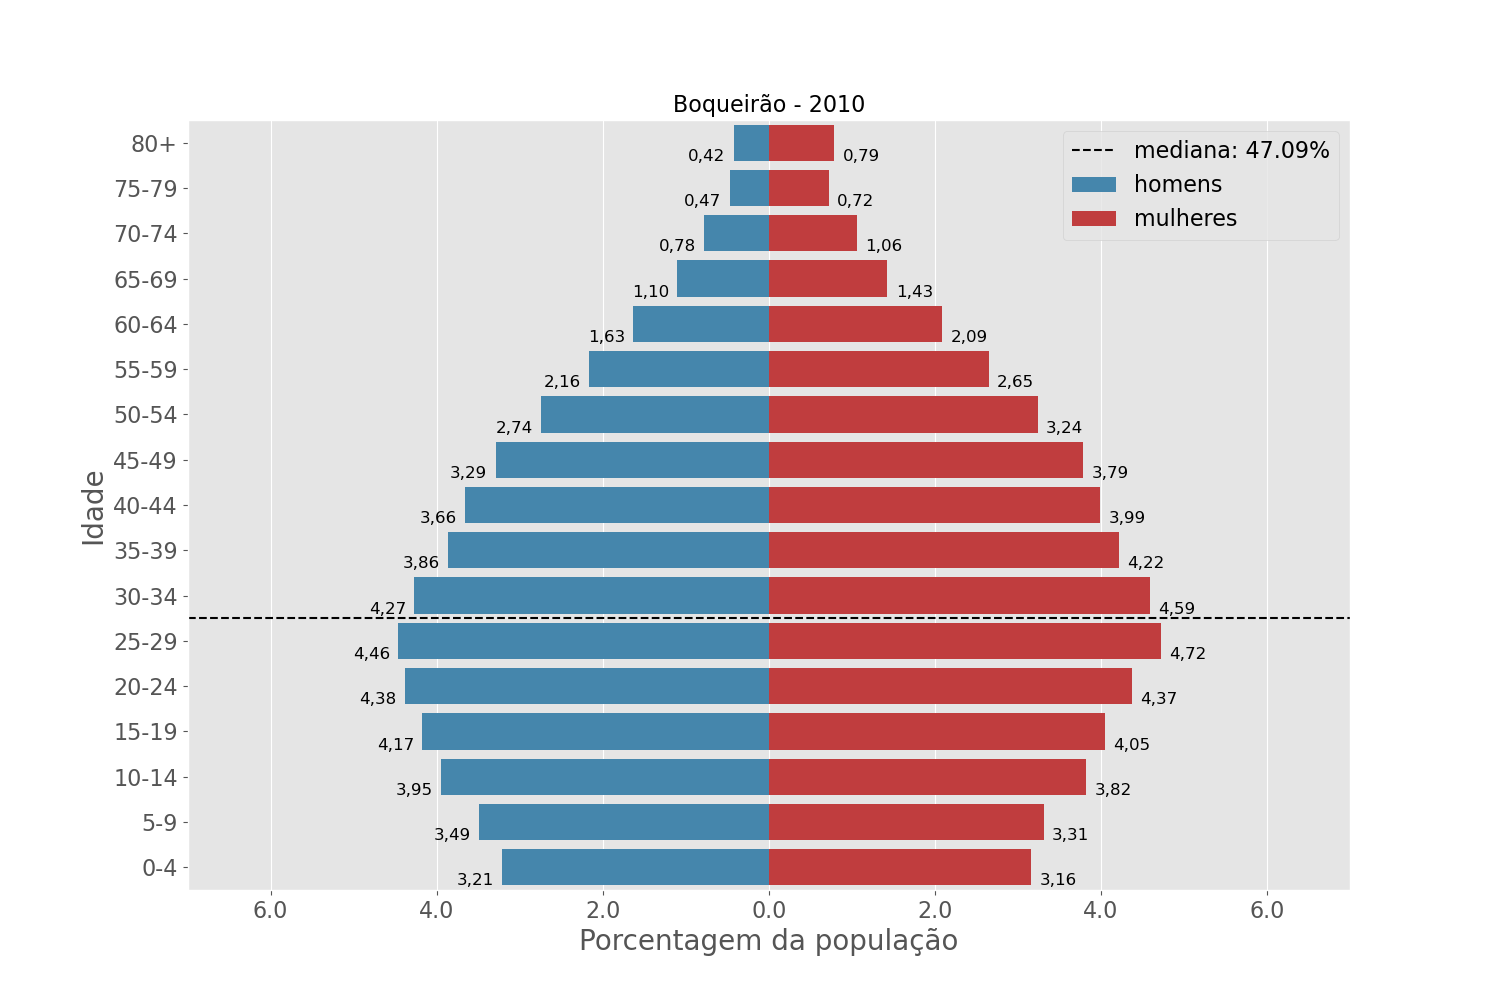 Boqueirão - 2010
mediana: 47.09%
homens
mulheres
Idade
80+ 0,42 0,79
75-79 0,47 0,72
70-74 0,78 1,06
65-69 1,10 1,43
60-64 1,63 2,09
55-59 2,16 2,65
50-54 2,74 3,24
45-49 3,29 3,79
40-44 3,66 3,99
35-39 3,86 4,22
30-34 4,27 4,59
25-29 4,46 4,72
20-24 4,38 4,37
15-19 4,17 4,05
10-14 3,95 3,82
5-9 3,49 3,31
0-4 3,21 3,16
6.0 4.0 2.0 0.0 2.0 4.0 6.0
Porcentagem da população